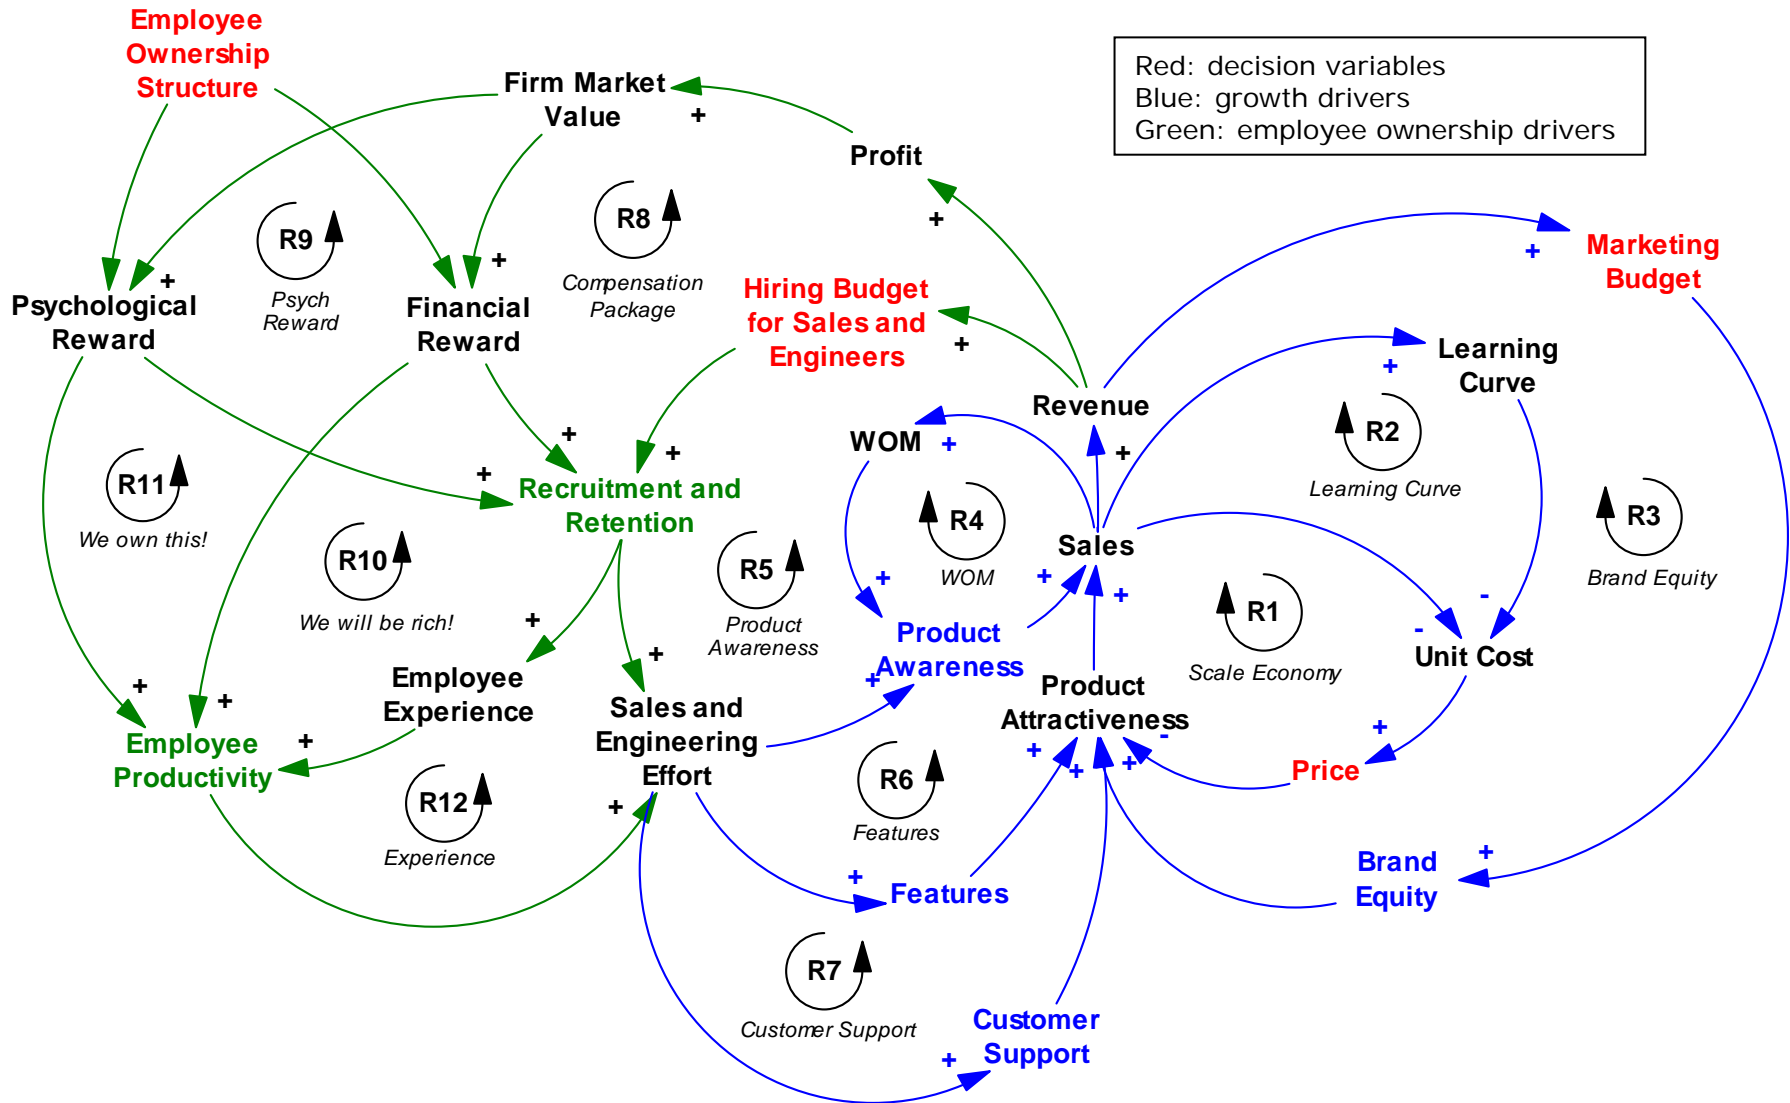 Employee
Ownership
Structure
Firm Market
Value
Profit
Red: decision variables
Blue: growth drivers
Green: employee ownership drivers
+
+
R9
Psych
Reward
R8
Compensation
Package
+
+
Marketing
Budget
+
Psychological
Reward
Financial
Reward
Hiring Budget
for Sales and
Engineers
+
Revenue
+
Learning
Curve
+
WOM
+
R2
Learning Curve
+
+
+
R11
We own this!
Recruitment and
Retention
R10
We will be rich!
R5
Product
Awareness
R4
WOM
Sales
+
+
+
R3
Brand Equity
R1
Scale Economy
-
-
Unit Cost
+
+
Product
Awareness
+
Employee
Experience
Sales and
Engineering
Effort
Product
Attractiveness
+
+
+
Employee
Productivity
R12
Experience
+
R6
Features
+
+
+
-
Price
+
+
Features
Brand
Equity
+
R7
Customer Support
Customer
Support
+